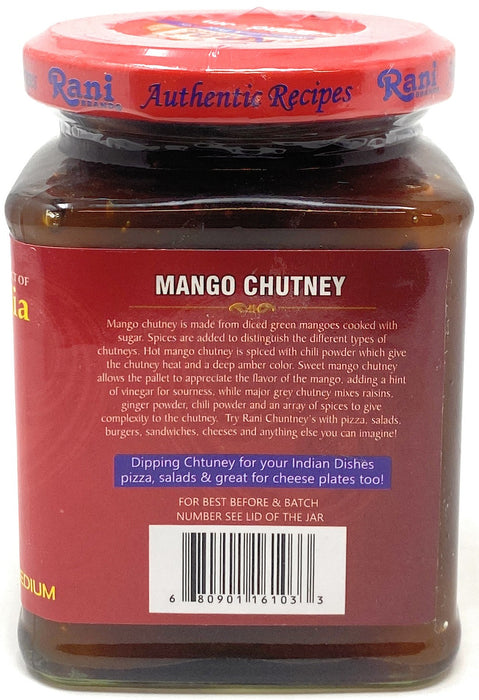 Rani
BRANDS
Authentic Recipes
Rani
BRANDS
CT OF
ia
MANGO CHUTNEY
Mango chutney is made from diced green mangoes cooked with
sugar. Spices are added to distinguish the different types of
chutneys. Hot mango chutney is spiced with chili powder which give
the chutney heat and a deep amber color. Sweet mango chutney
allows the pallet to appreciate the flavor of the mango, adding a hint
of vinegar for sourness, while major grey chutney mixes raisins,
ginger powder, chili powder and an array of spices to give
complexity to the chutney. Try Rani Chuntney's with pizza, salads,
burgers, sandwiches, cheeses and anything else you can imagine!
Dipping Chtuney for your Indian Dishes
pizza, salads & great for cheese plates too!
FOR BEST BEFORE & BATCH
NUMBER SEE LID OF THE JAR
6 80901 16103 3
EDIUM